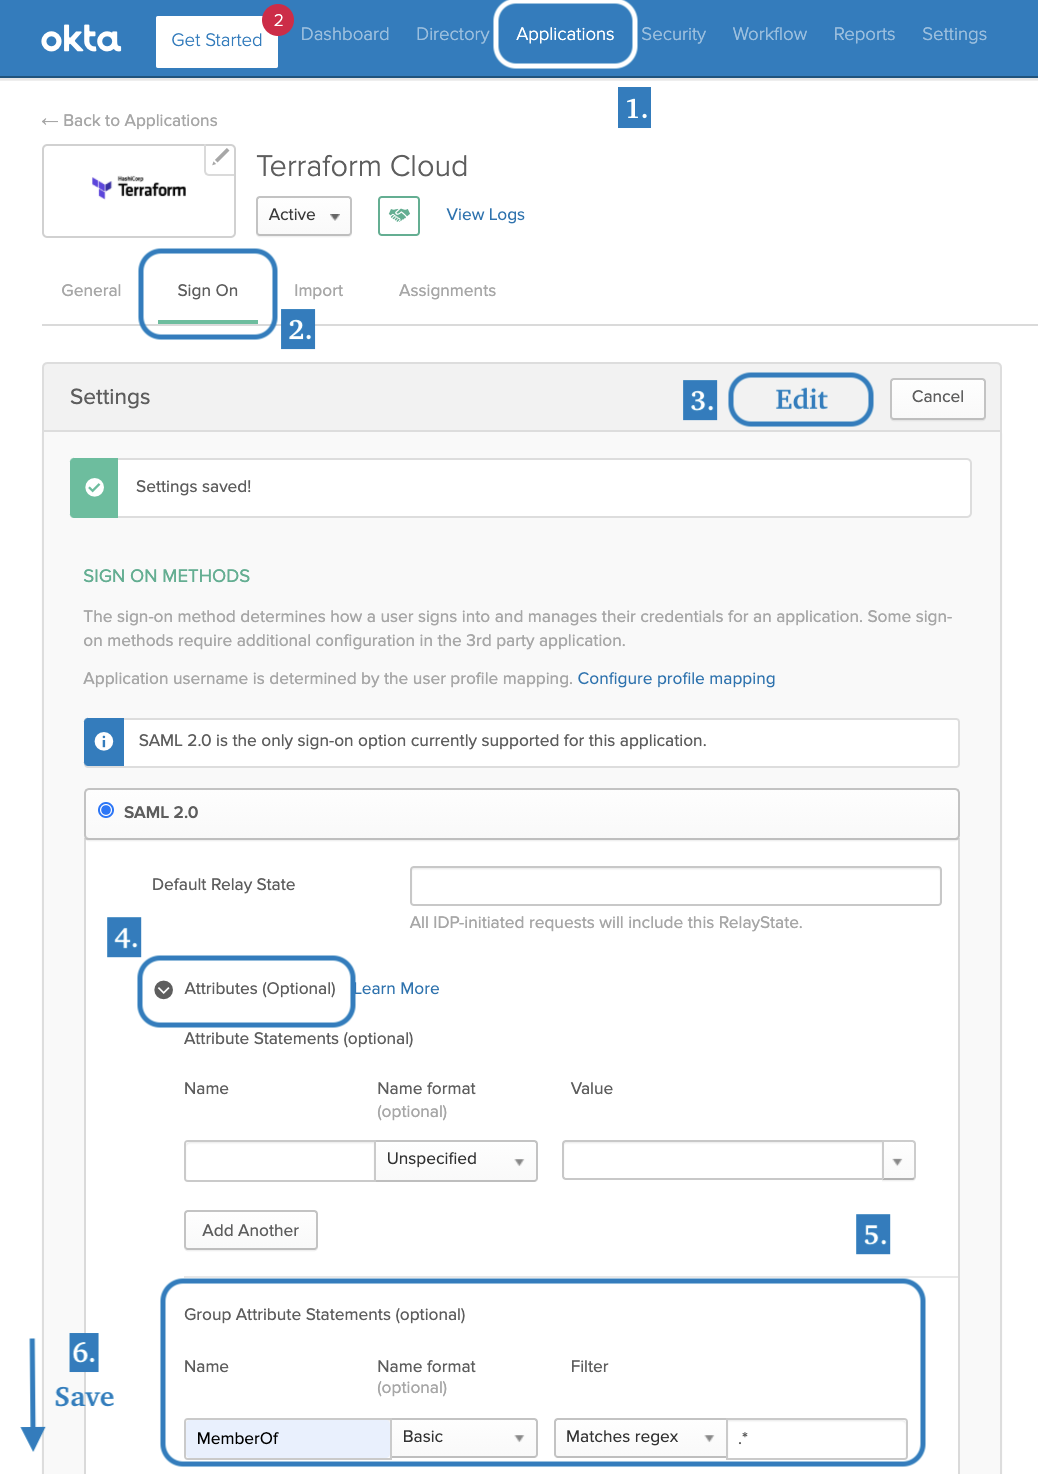 okta
Get Started
2
Dashboard
Directory
Applications
Security
Workflow
Reports
Settings
1.
← Back to Applications
HashiCorp
Terraform
Terraform Cloud
Active
View Logs
General
Sign On
Import
Assignments
2.
Settings
3.
Edit
Cancel
Settings saved!
SIGN ON METHODS
The sign-on method determines how a user signs into and manages their credentials for an application. Some sign-
on methods require additional configuration in the 3rd party application.
Application username is determined by the user profile mapping. Configure profile mapping
SAML 2.0 is the only sign-on option currently supported for this application.
SAML 2.0
Default Relay State
All IDP-initiated requests will include this RelayState.
4.
Attributes (Optional) Learn More
Attribute Statements (optional)
Name
Name format
(optional)
Value
Unspecified
Add Another
5.
Group Attribute Statements (optional)
6.
Save
Name
Name format
(optional)
Filter
MemberOf
Basic
Matches regex
.*